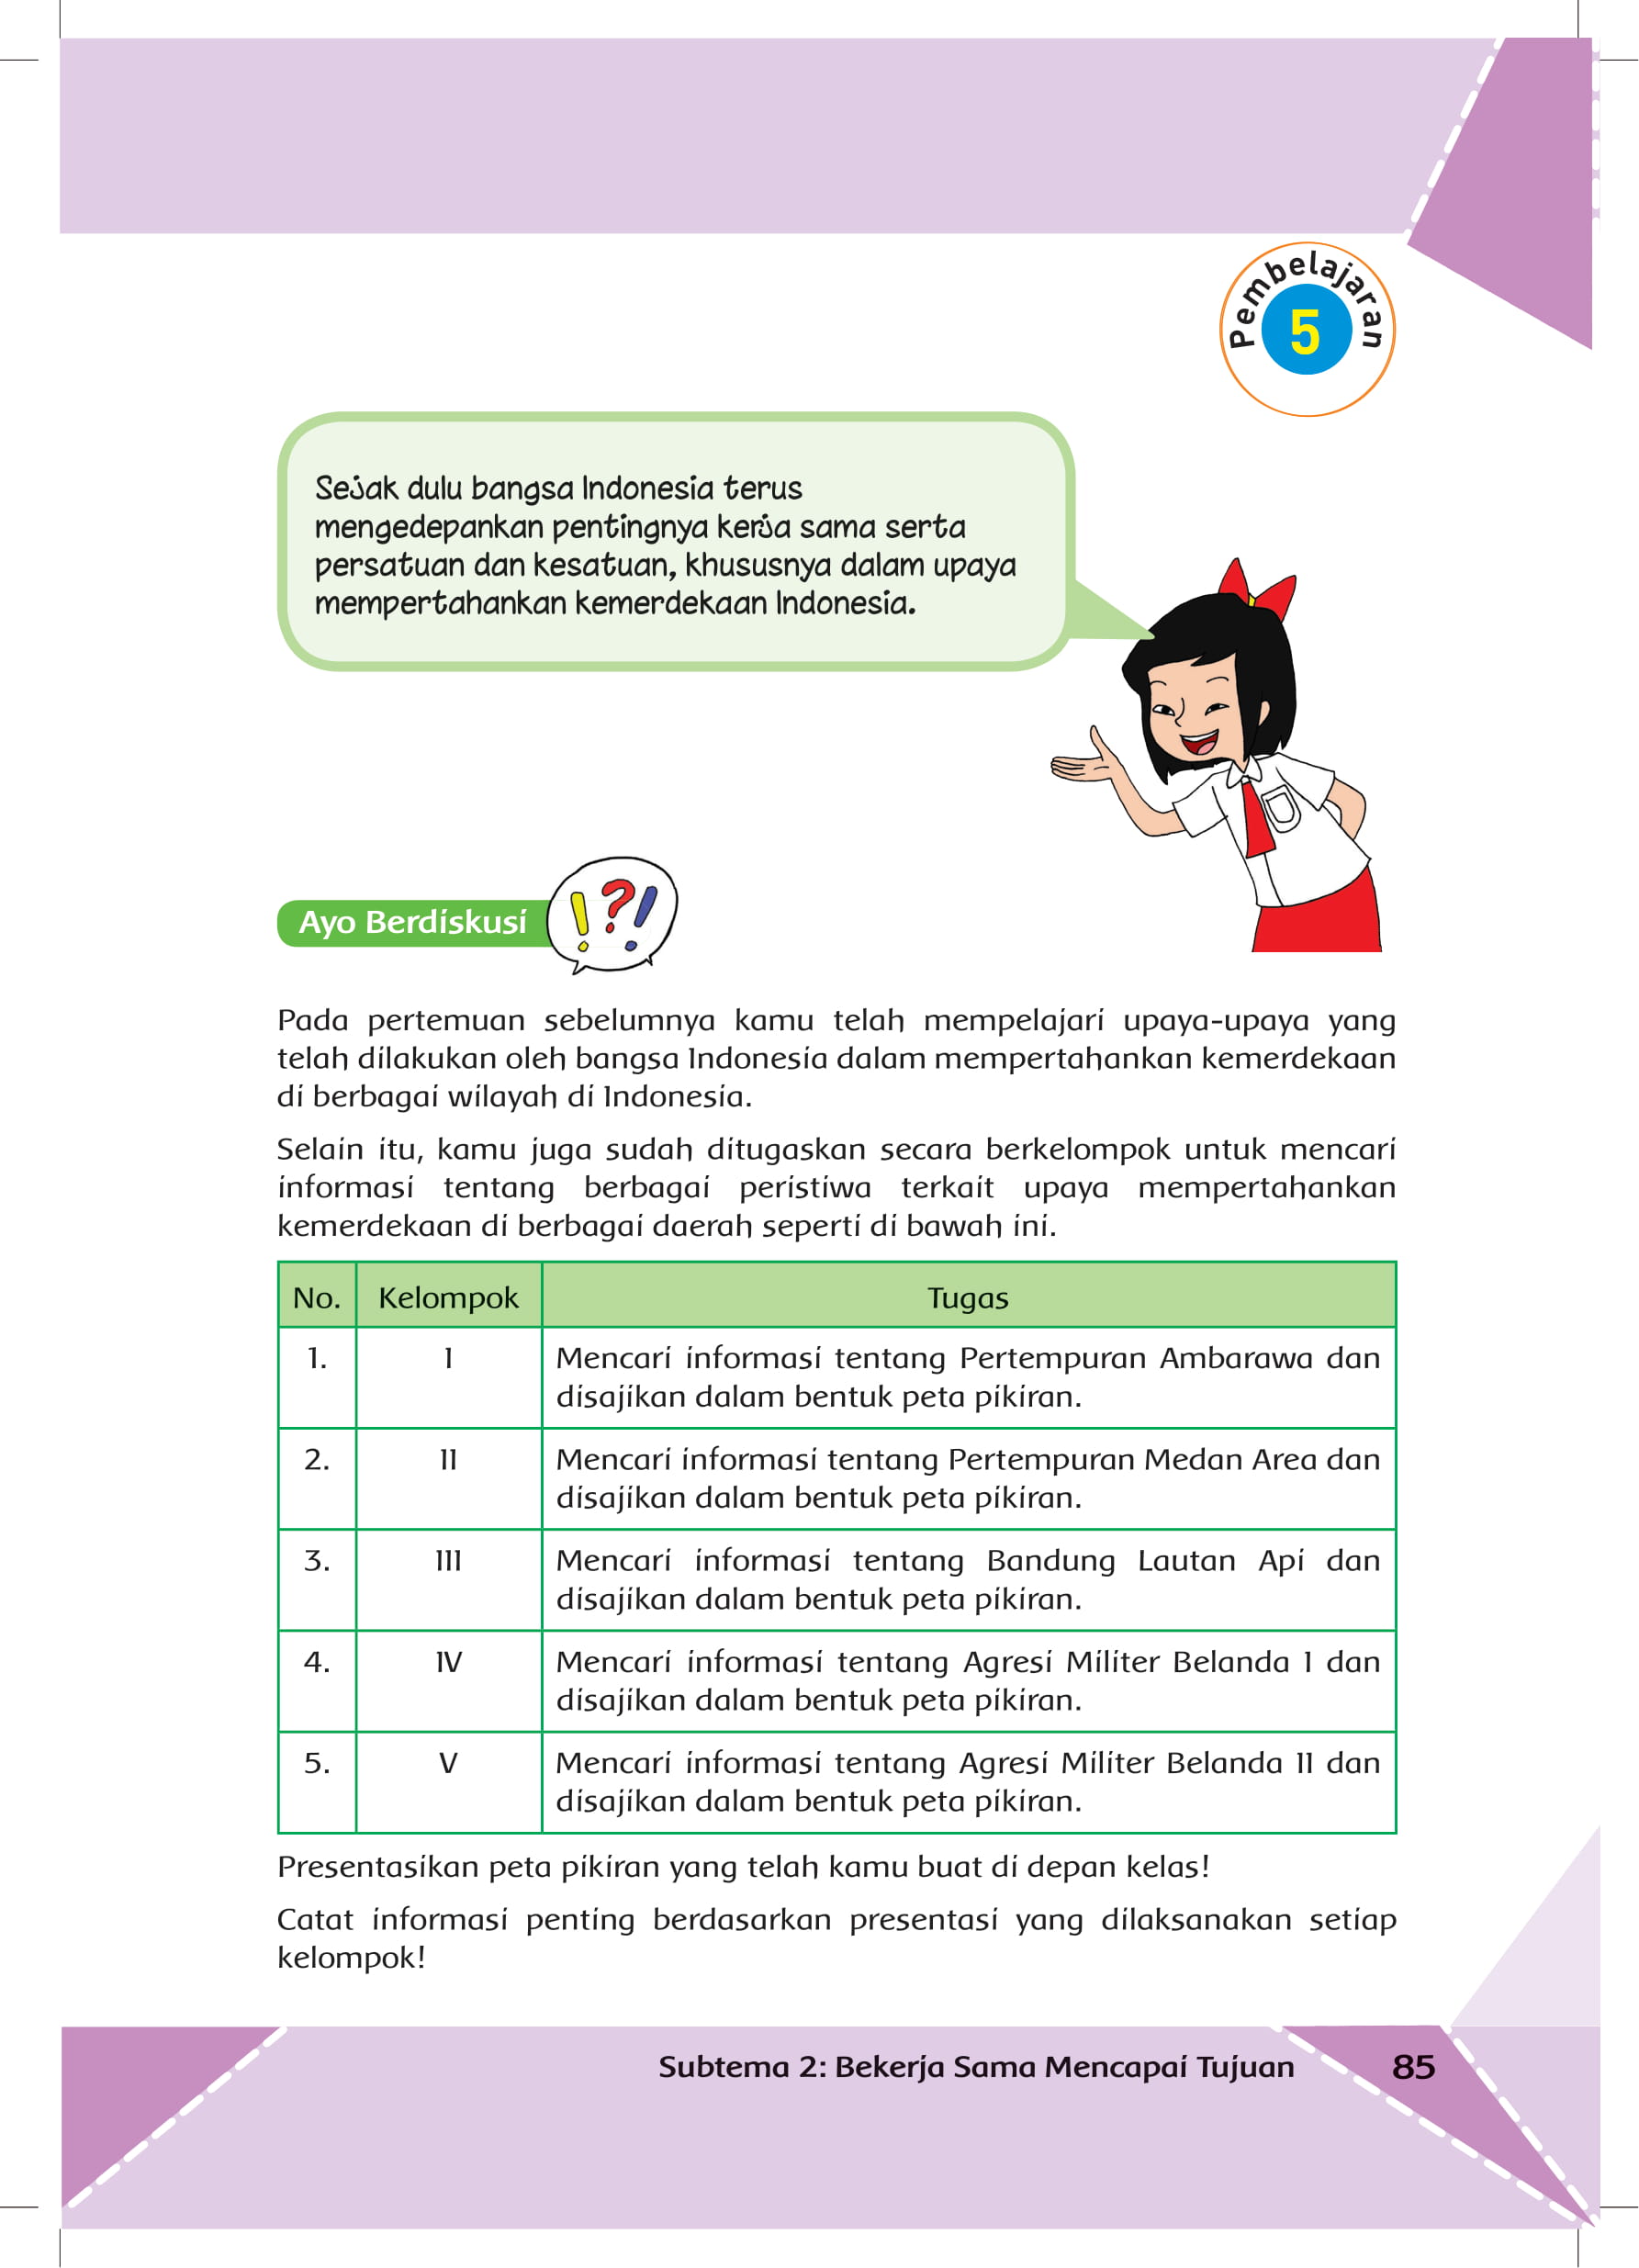 Pembelajaran
5
Sejak dulu bangsa Indonesia terus
mengedepankan pentingnya kerja sama serta
persatuan dan kesatuan, khususnya dalam upaya
mempertahankan kemerdekaan Indonesia.
Ayo Berdiskusi
!?!
Pada pertemuan sebelumnya kamu telah mempelajari upaya-upaya yang
telah dilakukan oleh bangsa Indonesia dalam mempertahankan kemerdekaan
di berbagai wilayah di Indonesia.
Selain itu, kamu juga sudah ditugaskan secara berkelompok untuk mencari
informasi tentang berbagai peristiwa terkait upaya mempertahankan
kemerdekaan di berbagai daerah seperti di bawah ini.
No. Kelompok Tugas
1. I Mencari informasi tentang Pertempuran Ambarawa dan
disajikan dalam bentuk peta pikiran.
2. II Mencari informasi tentang Pertempuran Medan Area dan
disajikan dalam bentuk peta pikiran.
3. III Mencari informasi tentang Bandung Lautan Api dan
disajikan dalam bentuk peta pikiran.
4. IV Mencari informasi tentang Agresi Militer Belanda I dan
disajikan dalam bentuk peta pikiran.
5. V Mencari informasi tentang Agresi Militer Belanda II dan
disajikan dalam bentuk peta pikiran.
Presentasikan peta pikiran yang telah kamu buat di depan kelas!
Catat informasi penting berdasarkan presentasi yang dilaksanakan setiap
kelompok!
Subtema 2: Bekerja Sama Mencapai Tujuan 85